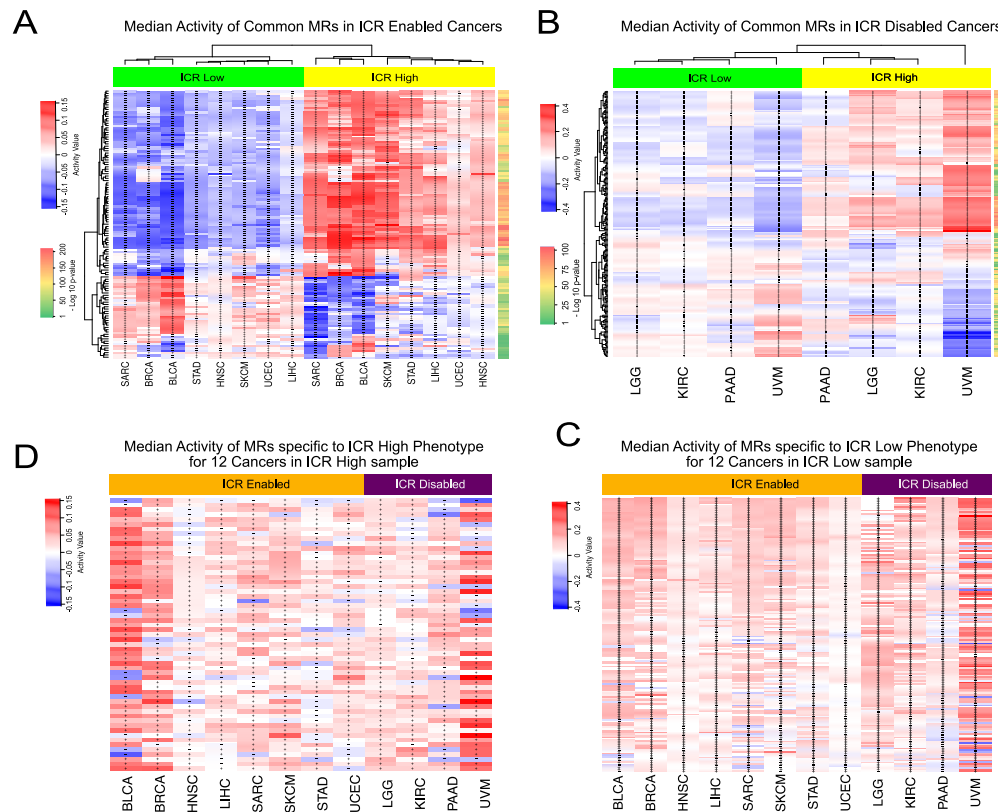 A
Median Activity of Common MRs in ICR Enabled Cancers
ICR Low
ICR High
0.15
0.1
0.05
0
-0.05
-0.1
-0.15
Activity Value
200
150
100
50
1
- Log 10 p-value
SARC
BRCA
BLCA
STAD
HNSC
SKCM
UCEC
LIHC
SARC
BRCA
BLCA
SKCM
STAD
LIHC
UCEC
HNSC
B
Median Activity of Common MRs in ICR Disabled Cancers
ICR Low
ICR High
0.4
0.2
0
-0.2
-0.4
Activity Value
100
75
50
25
1
- Log 10 p-value
LGG
KIRC
PAAD
UVM
PAAD
LGG
KIRC
UVM
D
Median Activity of MRs specific to ICR High Phenotype
for 12 Cancers in ICR High sample
ICR Enabled
ICR Disabled
0.15
0.1
0.05
0
-0.05
-0.1
-0.15
Activity Value
BLCA
BRCA
HNSC
LIHC
SARC
SKCM
STAD
UCEC
LGG
KIRC
PAAD
UVM
C
Median Activity of MRs specific to ICR Low Phenotype
for 12 Cancers in ICR Low sample
ICR Enabled
ICR Disabled
0.4
0.2
0
-0.2
-0.4
Activity Value
BLCA
BRCA
HNSC
LIHC
SARC
SKCM
STAD
UCEC
LGG
KIRC
PAAD
UVM